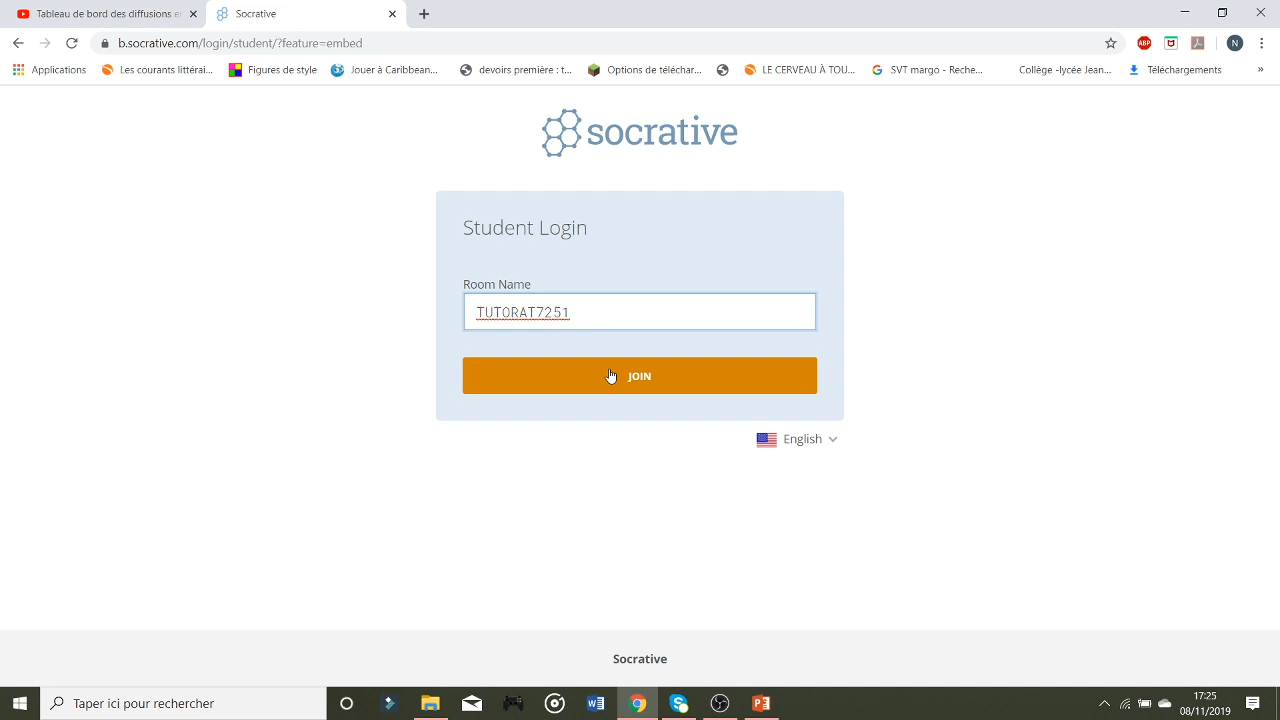 Tableau de bord des diffusions e
Socrative
b.socrative.com/login/student/?feature=embed
ABP
N
Applications
Les courants littérai...
Figures de style
Jouer à Caribbean...
devoirs première : t...
Options de téléchar...
LE CERVEAU À TOU...
SVT margo - Reche...
Collège -lycée Jean...
Téléchargements
»
socrative
Student Login
Room Name
TUTORAT7251
JOIN
English
Socrative
Taper ici pour rechercher
17:25
08/11/2019